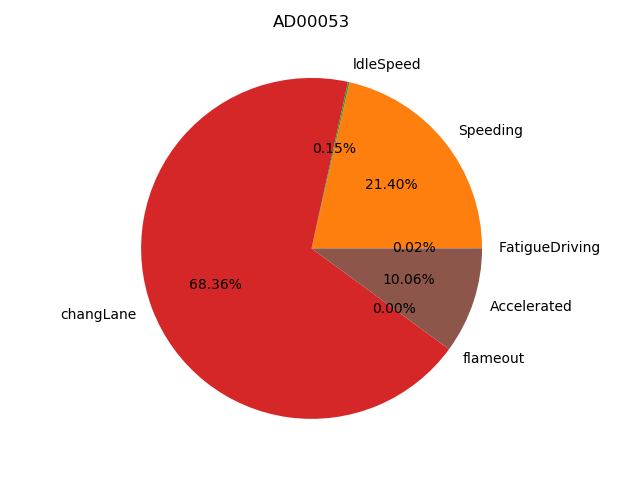 AD00053
IdleSpeed
Speeding
0.15%
21.40%
0.02%
FatigueDriving
10.06%
68.36%
Accelerated
0.00%
changLane
flameout